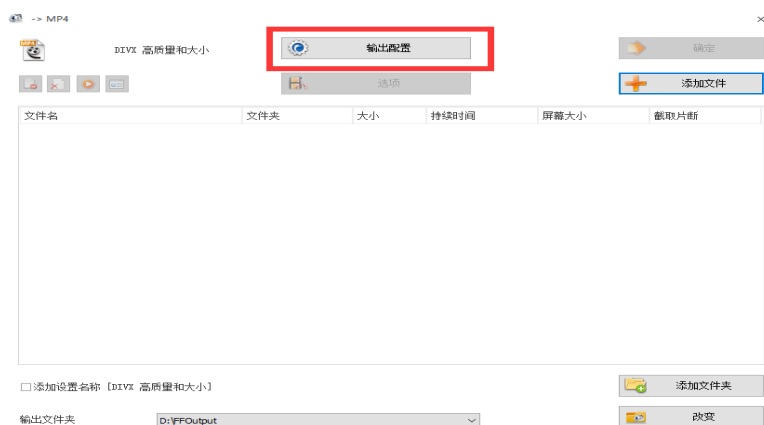 -> MP4
MP4
DIVX 高质量和大小
输出配置
确定
选项
添加文件
文件名 文件夹 大小 持续时间 屏幕大小 截取片断
添加设置名称 [DIVX 高质量和大小]
添加文件夹
输出文件夹 D:\FFOutput 改变